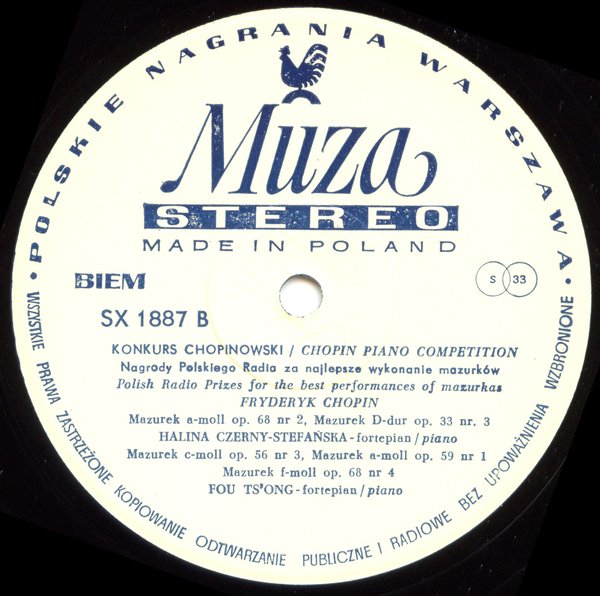 • POLSKIE NAGRANIA WARSZAWA •
Muza
STEREO
MADE IN POLAND
BIEM
S 33
SX 1887 B
KONKURS CHOPINOWSKI / CHOPIN PIANO COMPETITION
Nagrody Polskiego Radia za najlepsze wykonanie mazurków
Polish Radio Prizes for the best performances of mazurkas
FRYDERYK CHOPIN
Mazurek a-moll op. 68 nr 2, Mazurek D-dur op. 33 nr. 3
HALINA CZERNY-STEFAŃSKA - fortepian / piano
Mazurek c-moll op. 56 nr 3, Mazurek a-moll op. 59 nr 1
Mazurek f-moll op. 68 nr 4
FOU TS'ONG - fortepian / piano
WSZYSTKIE PRAWA ZASTRZEŻONE KOPIOWANIE ODTWARZANIE PUBLICZNE I RADIOWE BEZ UPOWAŻNIENIA WZBRONIONE